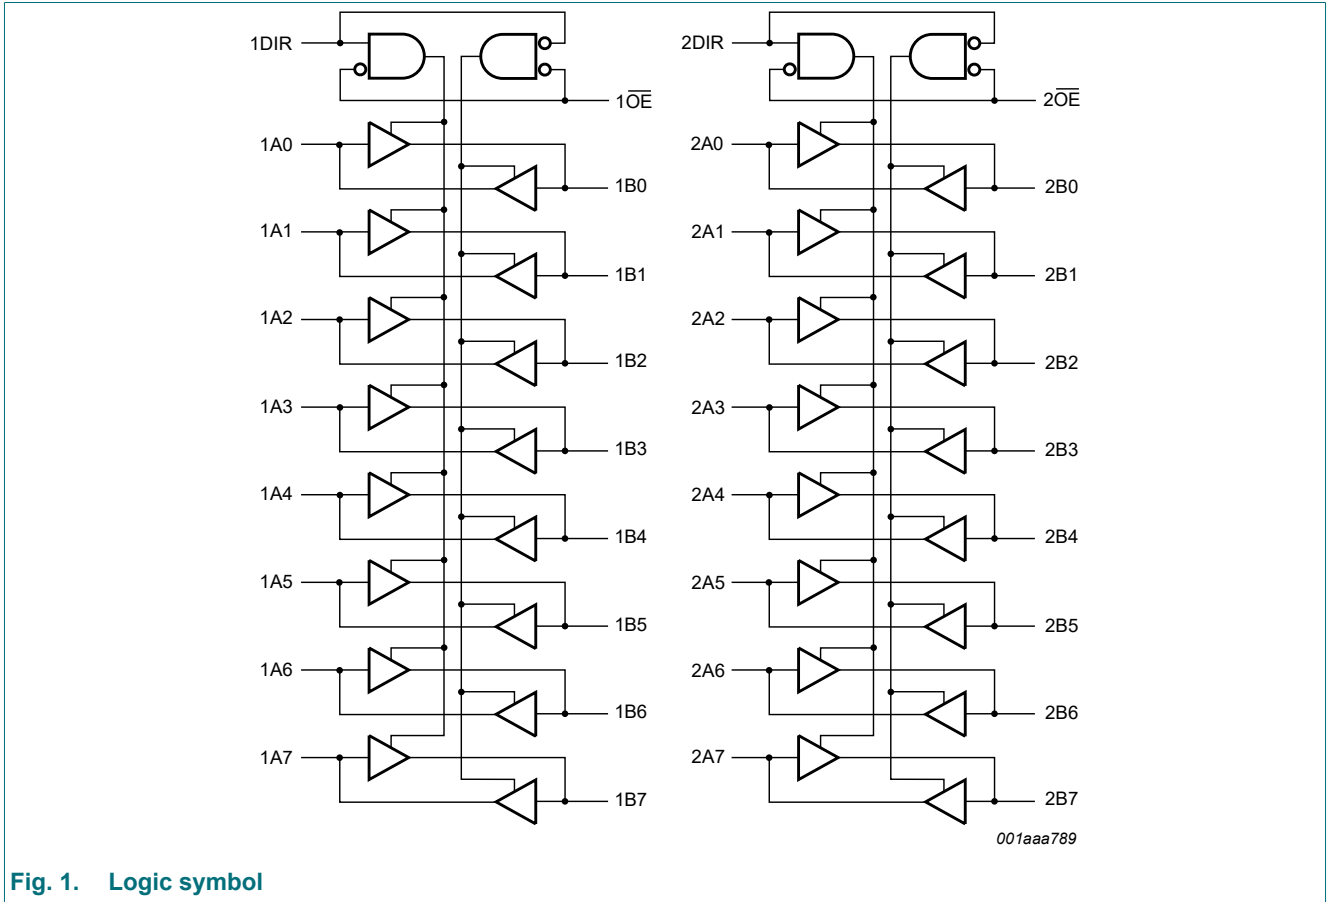 1DIR
2DIR
1O̅E̅
2O̅E̅
1A0
2A0
1B0
2B0
1A1
2A1
1B1
2B1
1A2
2A2
1B2
2B2
1A3
2A3
1B3
2B3
1A4
2A4
1B4
2B4
1A5
2A5
1B5
2B5
1A6
2A6
1B6
2B6
1A7
2A7
1B7
2B7
001aaa789
Fig. 1. Logic symbol